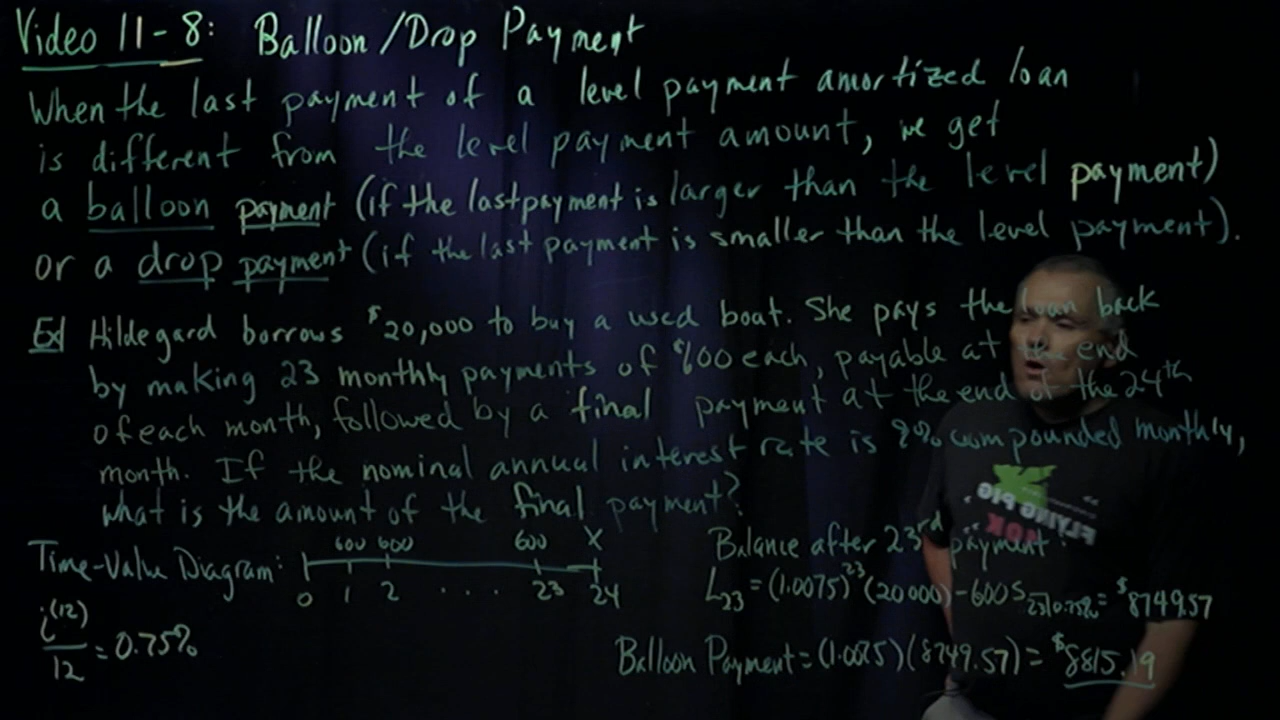 Video 11-8: Balloon/Drop Payment
When the last payment of a level payment amortized loan
is different from the level payment amount, we get
a balloon payment (if the last payment is larger than the level payment)
or a drop payment (if the last payment is smaller than the level payment).
Ex Hildegard borrows $20,000 to buy a used boat. She pays the loan back
by making 23 monthly payments of $600 each, payable at the end
of each month, followed by a final payment at the end of the 24th
month. If the nominal annual interest rate is 9% compounded monthly,
what is the amount of the final payment?
Time-Value Diagram:
600 600 600 X
0 1 2 .... 23 24
i^(12)/12 = 0.75%
Balance after 23rd payment:
L_23 = (1.0075)^23 (20000) - 600 s_23|0.75% = $8749.57
Balloon Payment = (1.0075)(8749.57) = $8815.19
FLYING PIG